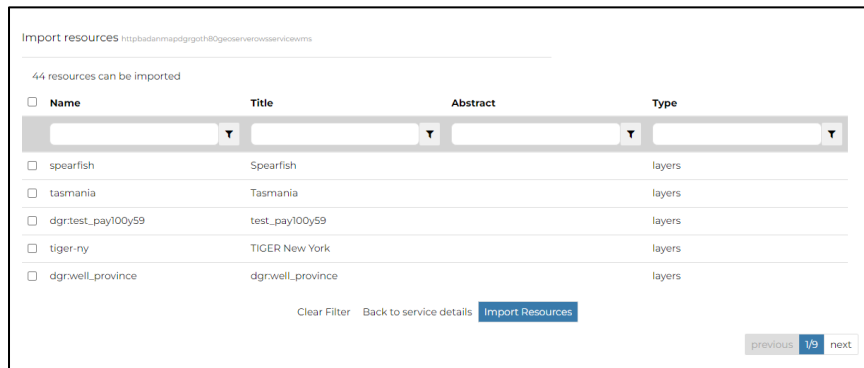 Import resources httpbadanmapdgrgoth80geoserverowsservicewms
44 resources can be imported
Name Title Abstract Type
spearfish Spearfish layers
tasmania Tasmania layers
dgr:test_pay100y59 test_pay100y59 layers
tiger-ny TIGER New York layers
dgr:well_province dgr:well_province layers
Clear Filter Back to service details Import Resources
previous 1/9 next